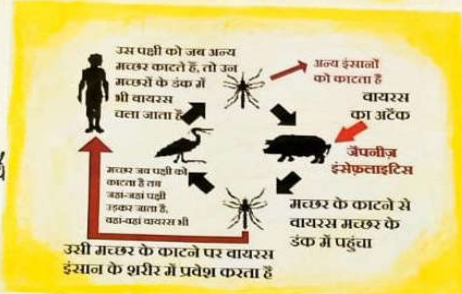 उस पक्षी को जब अन्य
मच्छर काटते हैं, तो उन
मच्छरों के डंक में
भी वायरस
चला जाता है
अन्य इंसानों
को काटता है
वायरस
का अटैक
जैपनीज़
इंसेफ़लाइटिस
मच्छर जब पक्षी को
काटता है तब
जहां-जहां पक्षी
उड़कर जाता है,
वहां-वहां वायरस भी
मच्छर के काटने से
वायरस मच्छर के
डंक में पहुंचा
उसी मच्छर के काटने पर वायरस
इंसान के शरीर में प्रवेश करता है